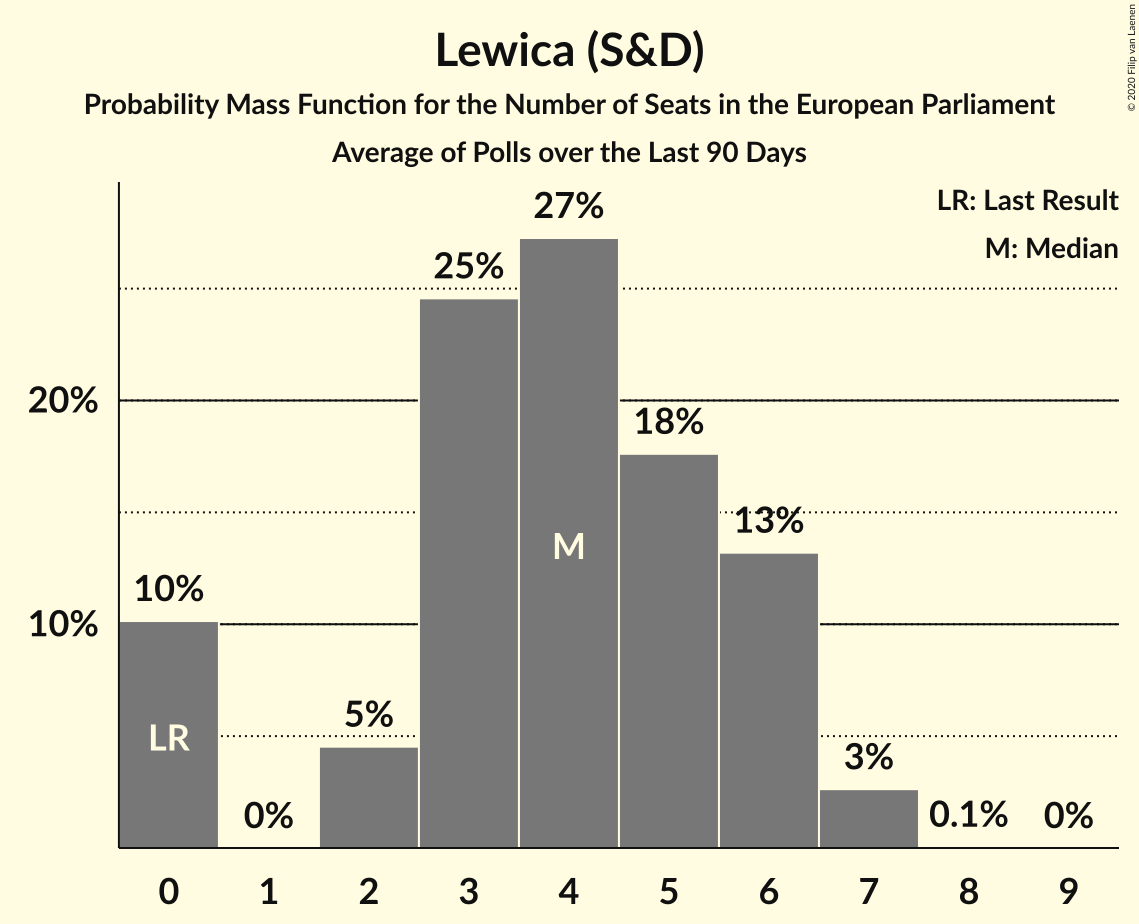 Lewica (S&D)
Probability Mass Function for the Number of Seats in the European Parliament
Average of Polls over the Last 90 Days
© 2020 Filip van Laenen
LR: Last Result
M: Median
20%
10%
10%
0%
5%
25%
27%
18%
13%
3%
0.1%
0%
LR
M
0 1 2 3 4 5 6 7 8 9